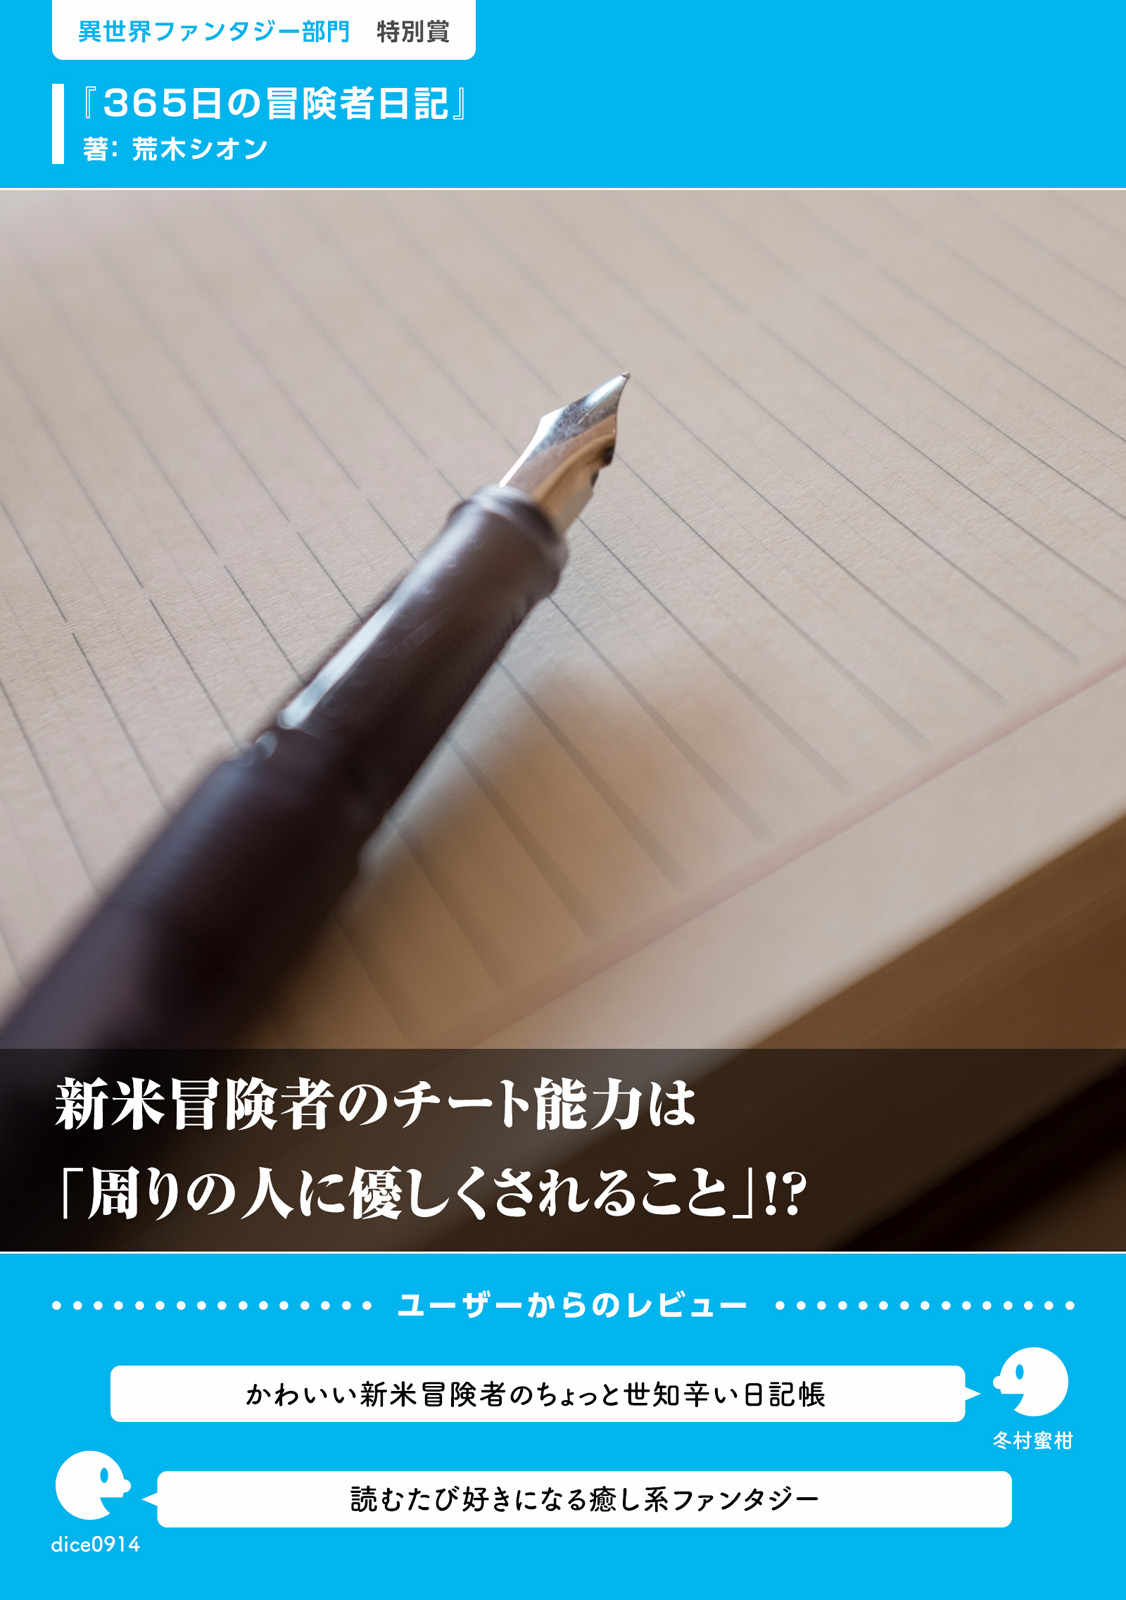 異世界ファンタジー部門　特別賞
『365日の冒険者日記』
著: 荒木シオン
新米冒険者のチート能力は
「周りの人に優しくされること」!?
ユーザーからのレビュー
かわいい新米冒険者のちょっと世知辛い日記帳
冬村蜜柑
読むたび好きになる癒し系ファンタジー
dice0914